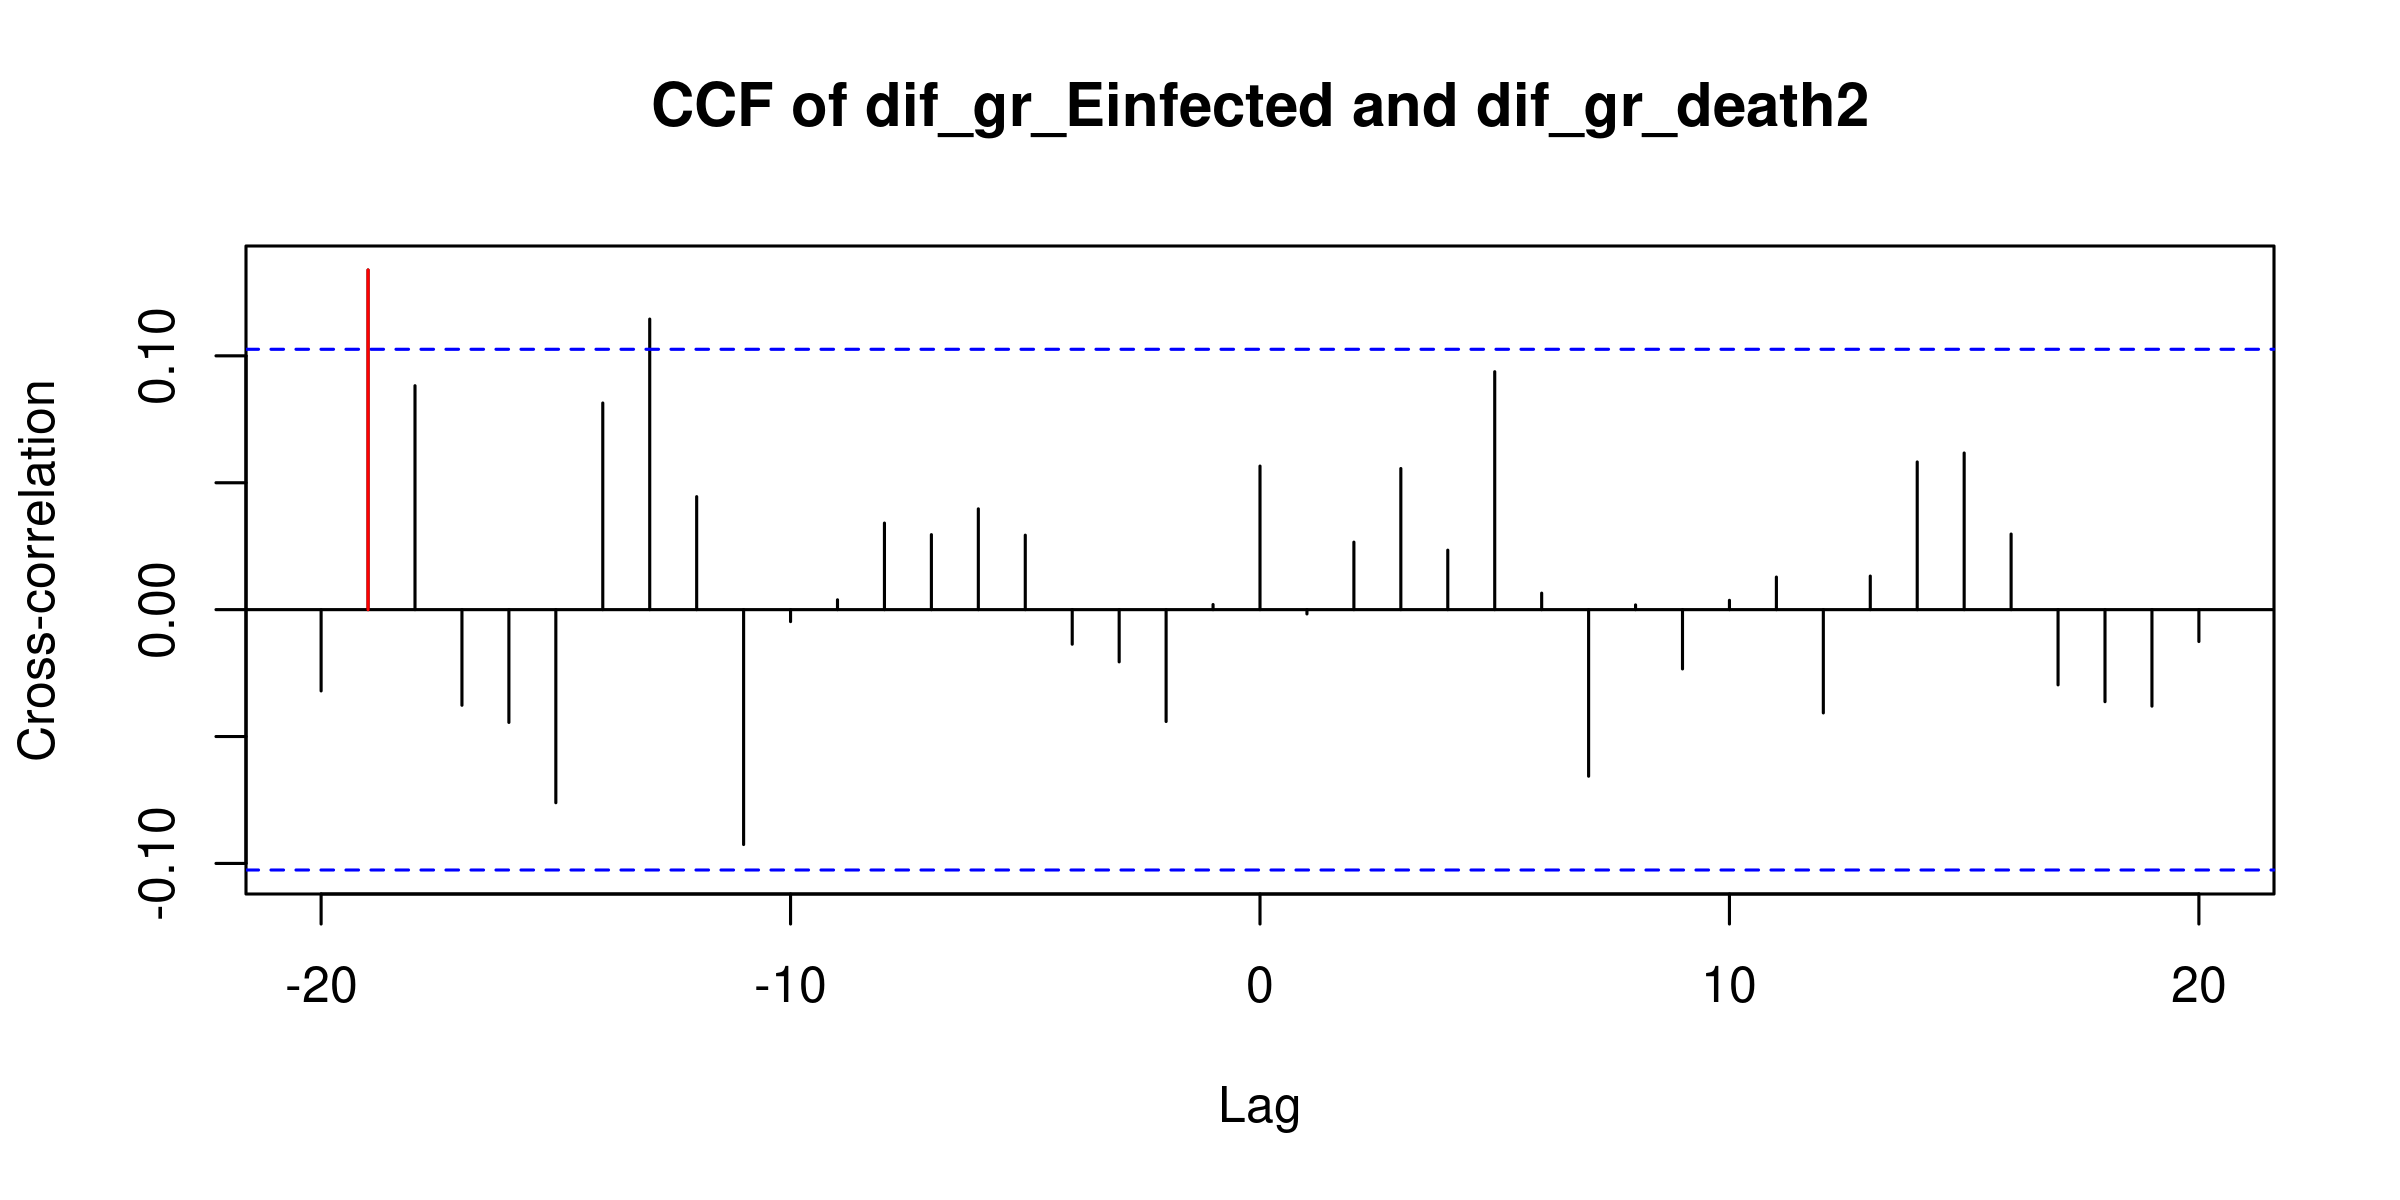 CCF of dif_gr_Einfected and dif_gr_death2
Cross-correlation
0.10
0.00
-0.10
-20 -10 0 10 20
Lag